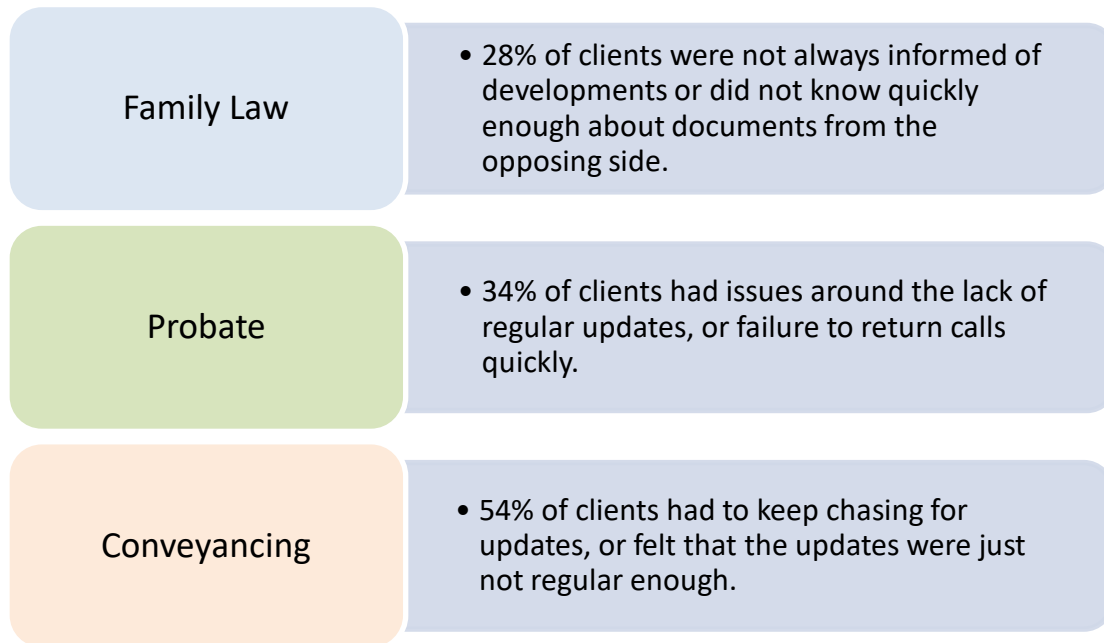 Family Law
• 28% of clients were not always informed of
developments or did not know quickly
enough about documents from the
opposing side.
Probate
• 34% of clients had issues around the lack of
regular updates, or failure to return calls
quickly.
Conveyancing
• 54% of clients had to keep chasing for
updates, or felt that the updates were just
not regular enough.